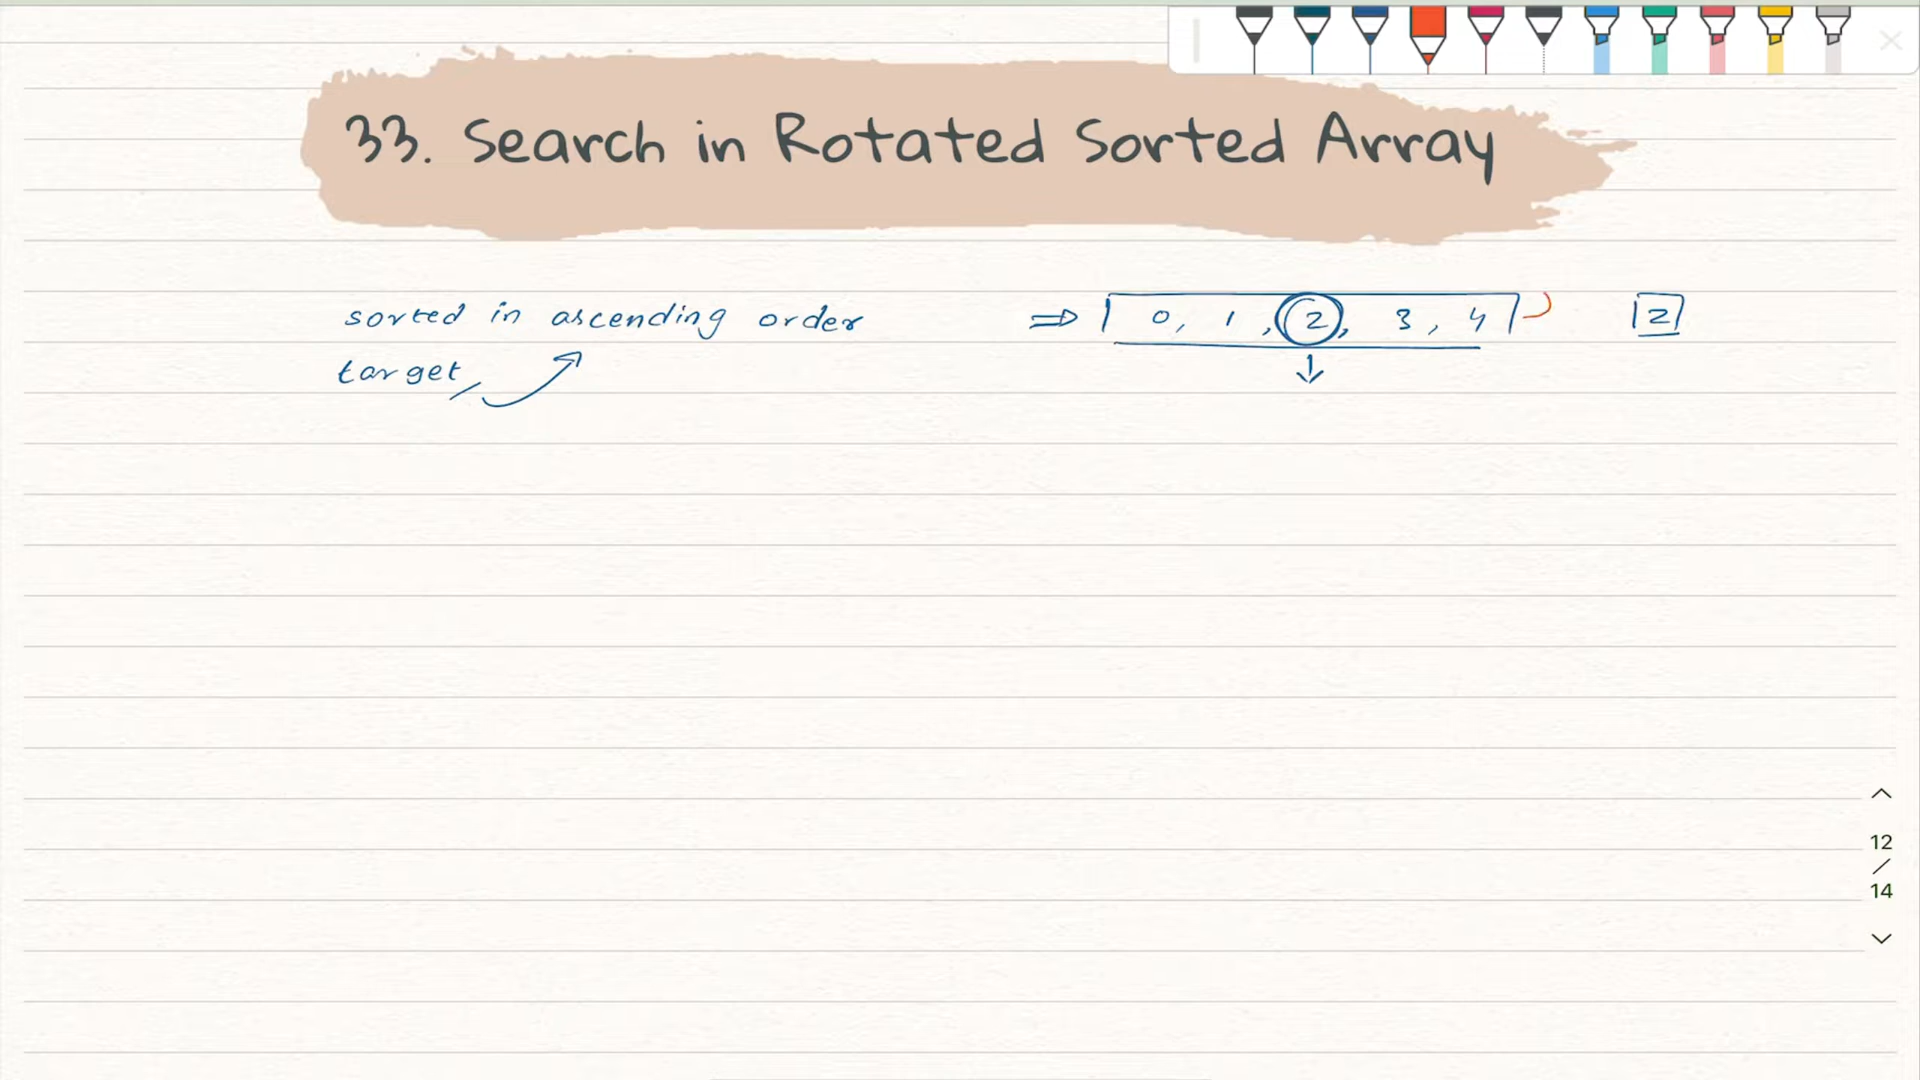 33. Search in Rotated Sorted Array
sorted in ascending order ⇒ [ 0, 1, 2, 3, 4 ] 2
target
12
/
14